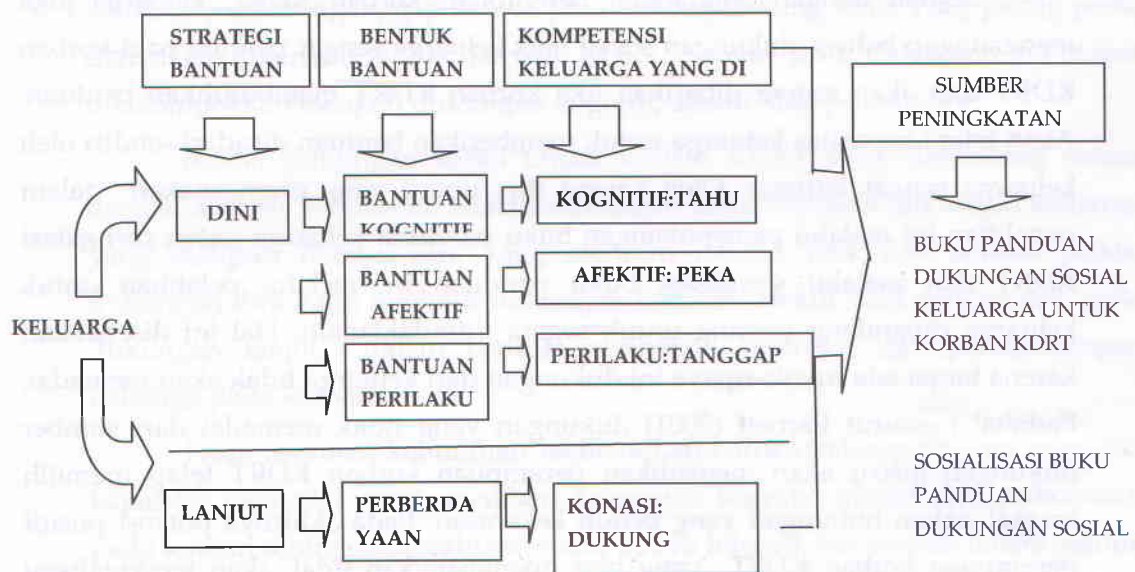 STRATEGI
BANTUAN
BENTUK
BANTUAN
KOMPETENSI
KELUARGA YANG DI
SUMBER
PENINGKATAN
KELUARGA
DINI
BANTUAN
KOGNITIF
KOGNITIF:TAHU
BANTUAN
AFEKTIF
AFEKTIF: PEKA
BANTUAN
PERILAKU
PERILAKU:TANGGAP
LANJUT
PERBERDA
YAAN
KONASI:
DUKUNG
BUKU PANDUAN
DUKUNGAN SOSIAL
KELUARGA UNTUK
KORBAN KDRT
SOSIALISASI BUKU
PANDUAN
DUKUNGAN SOSIAL